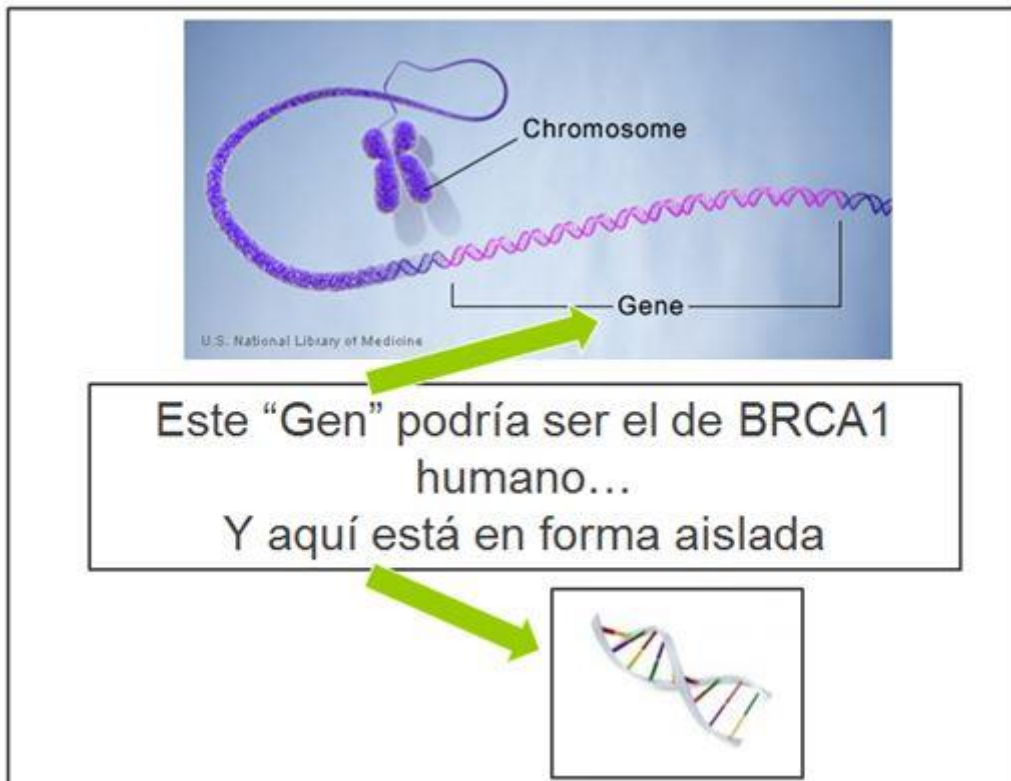 Chromosome
Gene
U.S. National Library of Medicine
Este “Gen” podría ser el de BRCA1
humano…
Y aquí está en forma aislada